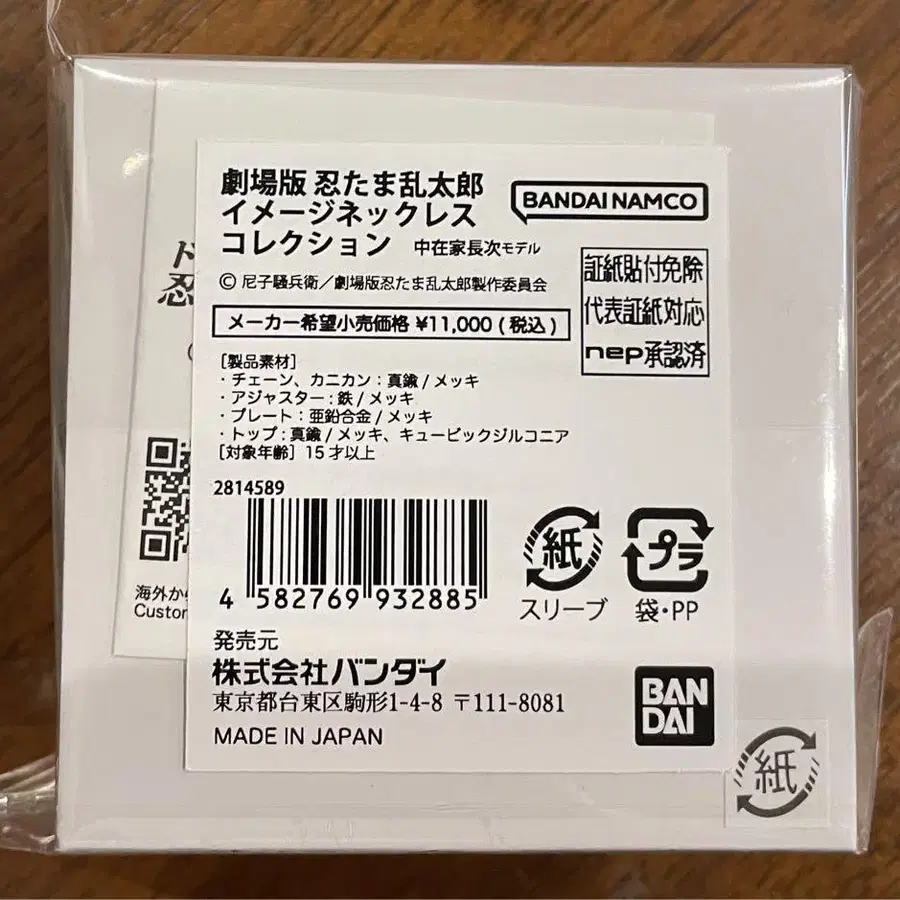 劇場版 忍たま乱太郎
イメージネックレス
コレクション 中在家長次モデル
BANDAI NAMCO
© 尼子騒兵衛／劇場版忍たま乱太郎製作委員会
メーカー希望小売価格 ¥11,000 (税込)
証紙貼付免除
代表証紙対応
nep承認済
［製品素材］
・チェーン、カニカン：真鍮 / メッキ
・アジャスター：鉄 / メッキ
・プレート：亜鉛合金 / メッキ
・トップ：真鍮 / メッキ、キュービックジルコニア
［対象年齢］15才以上
2814589
4 582769 932885
紙
スリーブ
プラ
袋・PP
発売元
株式会社バンダイ
東京都台東区駒形1-4-8 〒111-8081
MADE IN JAPAN
BAN
DAI
紙
ド
忍
海外か
Custo